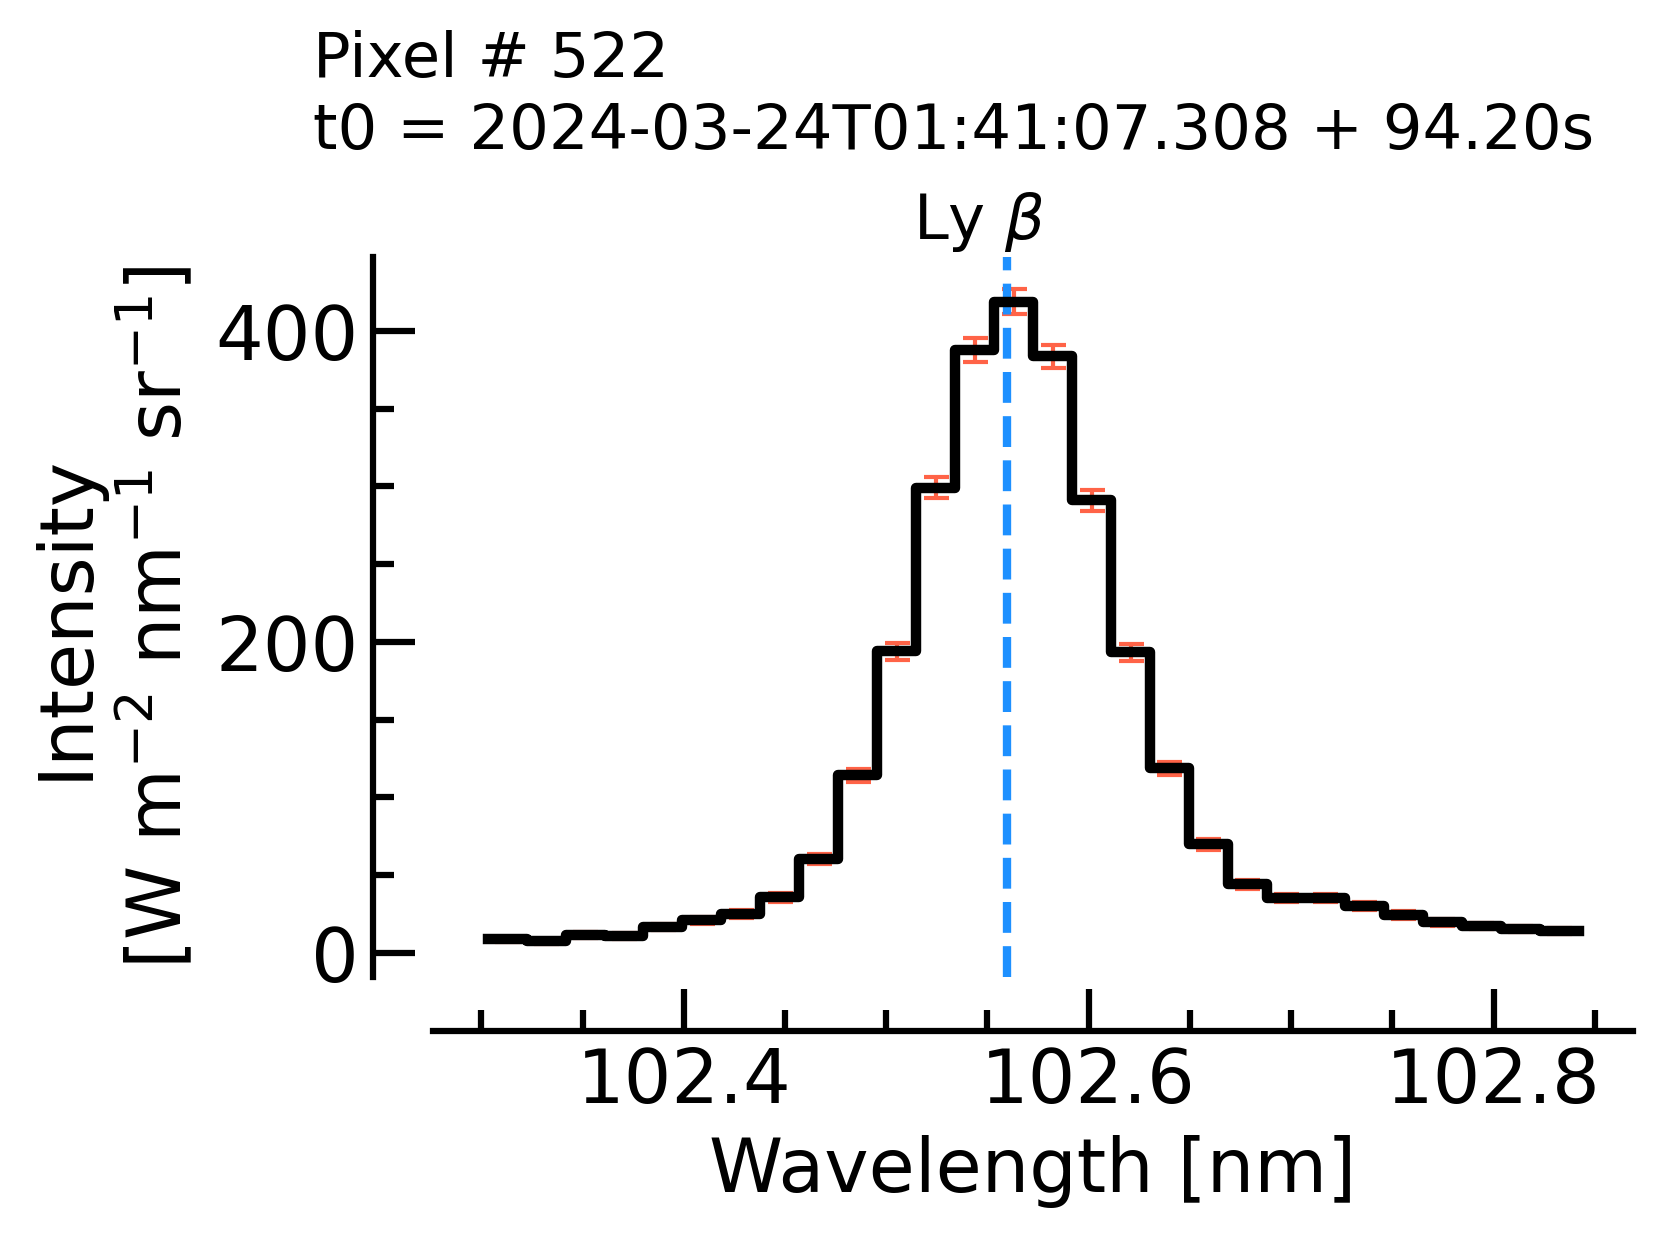 Pixel # 522
t0 = 2024-03-24T01:41:07.308 + 94.20s
Ly β
Intensity
[W m⁻² nm⁻¹ sr⁻¹]
400
200
0
102.4 102.6 102.8
Wavelength [nm]